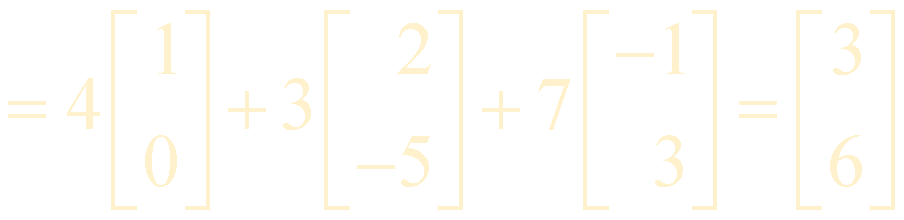 = 4 [ 1 0 ] + 3 [ 2 −5 ] + 7 [ −1 3 ] = [ 3 6 ]